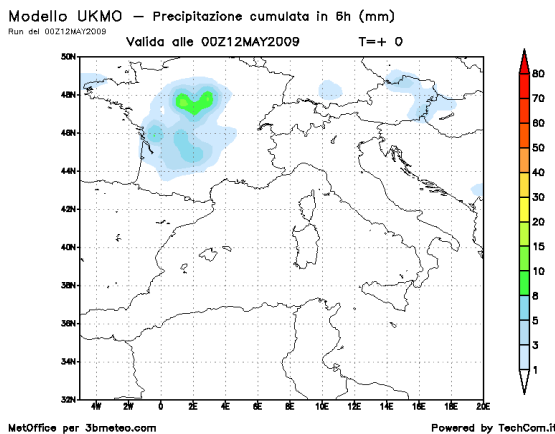 Modello UKMO – Precipitazione cumulata in 6h (mm)
Run del 00Z12MAY2009
Valida alle 00Z12MAY2009 T=+ 0
50N
48N
46N
44N
42N
40N
38N
36N
34N
32N
4W 2W 0 2E 4E 6E 8E 10E 12E 14E 16E 18E 20E
80
70
60
50
40
30
20
15
10
8
5
3
1
MetOffice per 3bmeteo.com Powered by TechCom.it